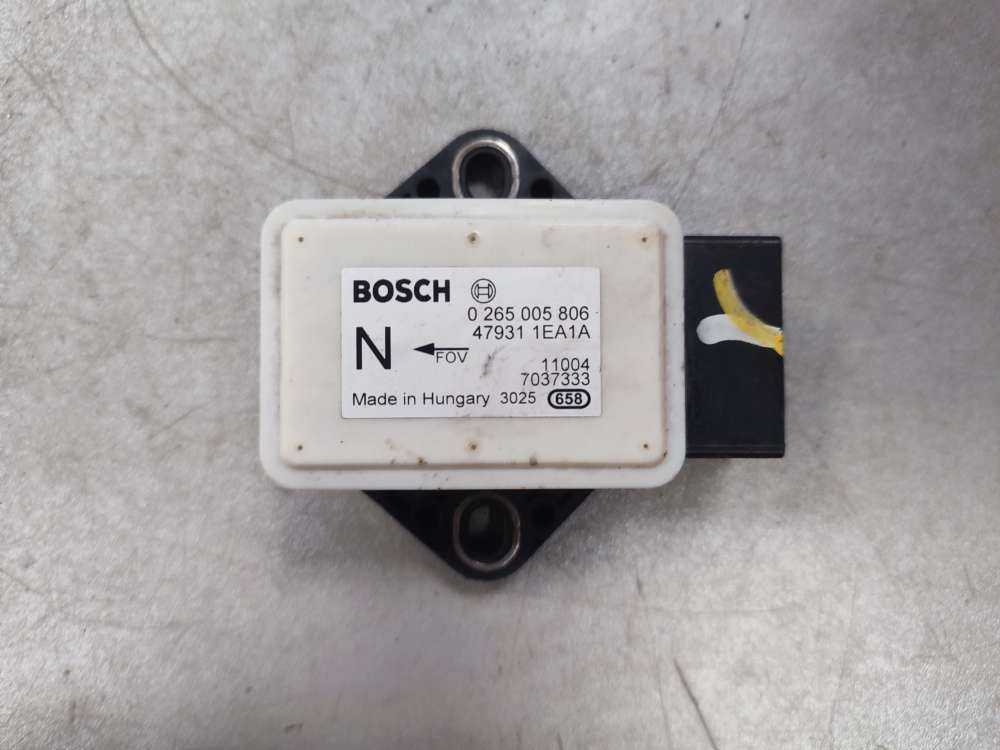 BOSCH
0 265 005 806
47931 1EA1A
N
FOV
11004
7037333
Made in Hungary 3025 658